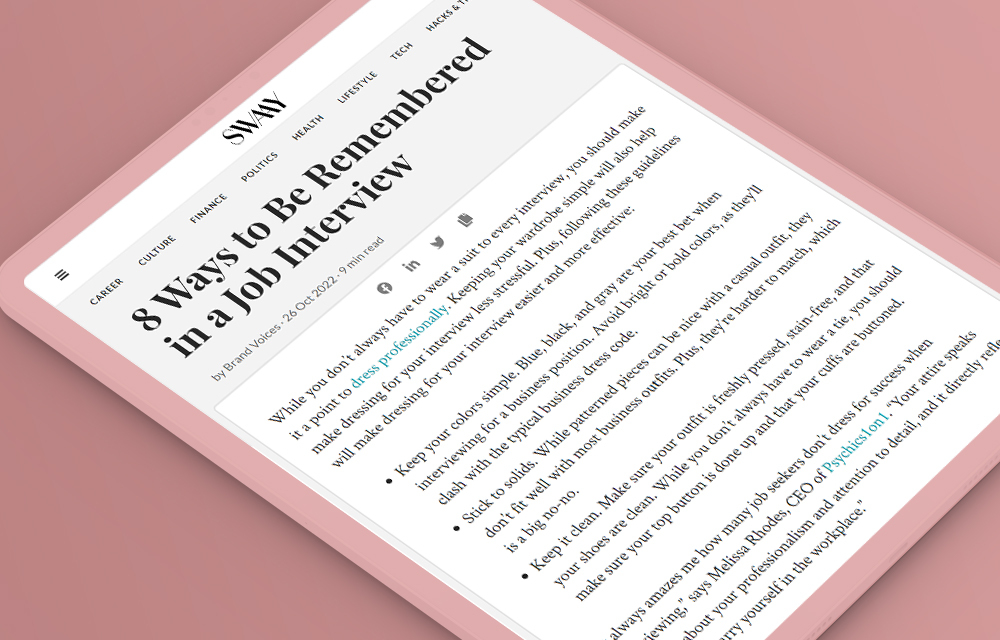 SWAAY
CAREER CULTURE FINANCE POLITICS HEALTH LIFESTYLE TECH HACKS &
8 Ways to Be Remembered
in a Job Interview
by Brand Voices · 26 Oct 2022 · 9 min read
While you don't always have to wear a suit to every interview, you should make
it a point to dress professionally. Keeping your wardrobe simple will also help
make dressing for your interview less stressful. Plus, following these guidelines
will make dressing for your interview easier and more effective:
• Keep your colors simple. Blue, black, and gray are your best bet when
interviewing for a business position. Avoid bright or bold colors, as they'll
clash with the typical business dress code.
• Stick to solids. While patterned pieces can be nice with a casual outfit, they
don't fit well with most business outfits. Plus, they're harder to match, which
is a big no-no.
• Keep it clean. Make sure your outfit is freshly pressed, stain-free, and that
your shoes are clean. While you don't always have to wear a tie, you should
make sure your top button is done up and that your cuffs are buttoned.
always amazes me how many job seekers don't dress for success when
viewing," says Melissa Rhodes, CEO of Psychics1on1. "Your attire speaks
about your professionalism and attention to detail, and it directly
carry yourself in the workplace."